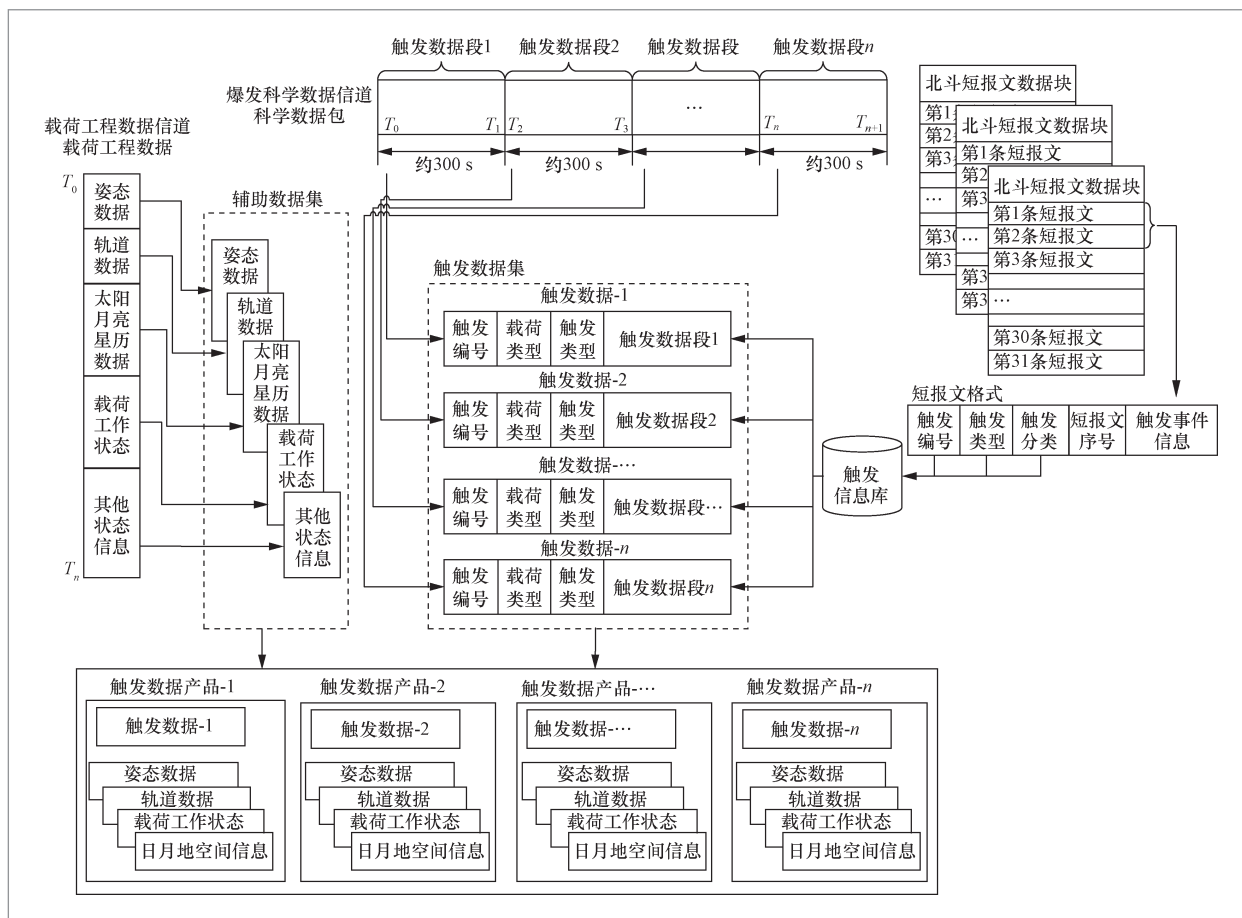 触发数据段1
触发数据段2
触发数据段
触发数据段n
爆发科学数据信道
科学数据包
…
T0
T1
T2
T3
Tn
Tn+1
约300 s
约300 s
约300 s
载荷工程数据信道
载荷工程数据
T0
姿态
数据
轨道
数据
太阳
月亮
星历
数据
载荷
工作
状态
其他
状态
信息
Tn
辅助数据集
姿态
数据
轨道
数据
太阳
月亮
星历
数据
载荷
工作
状态
其他
状态
信息
触发数据集
触发数据-1
触发
编号
载荷
类型
触发
类型
触发数据段1
触发数据-2
触发
编号
载荷
类型
触发
类型
触发数据段2
触发数据-…
触发
编号
载荷
类型
触发
类型
触发数据段…
触发数据-n
触发
编号
载荷
类型
触发
类型
触发数据段n
北斗短报文数据块
第1条
第2
第3
…
第30
第3
北斗短报文数据块
第1条短报文
第2
第3
…
第3
第3
北斗短报文数据块
第1条短报文
第2条短报文
第3条短报文
…
第30条短报文
第31条短报文
短报文格式
触发
编号
触发
类型
触发
分类
短报文
序号
触发事件
信息
触发
信息库
触发数据产品-1
触发数据-1
姿态数据
轨道数据
载荷工作状态
日月地空间信息
触发数据产品-2
触发数据-2
姿态数据
轨道数据
载荷工作状态
日月地空间信息
触发数据产品-…
触发数据-…
姿态数据
轨道数据
载荷工作状态
日月地空间信息
触发数据产品-n
触发数据-n
姿态数据
轨道数据
载荷工作状态
日月地空间信息